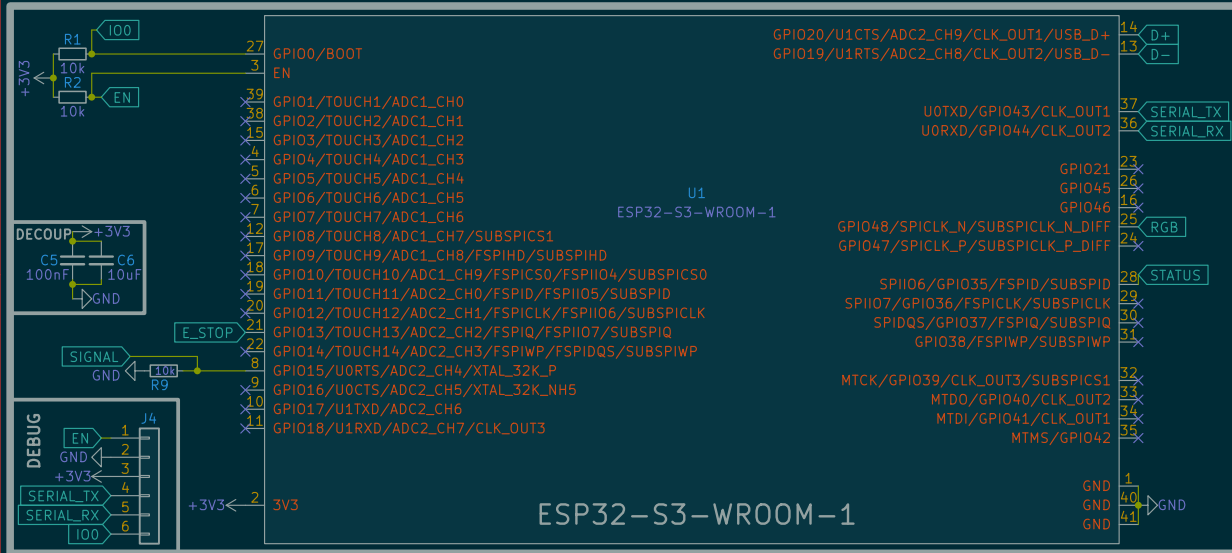 IO0
R1
10k
+3V3
R2
10k
EN
27 GPIO0/BOOT
3 EN
39 GPIO1/TOUCH1/ADC1_CH0
38 GPIO2/TOUCH2/ADC1_CH1
15 GPIO3/TOUCH3/ADC1_CH2
4 GPIO4/TOUCH4/ADC1_CH3
5 GPIO5/TOUCH5/ADC1_CH4
6 GPIO6/TOUCH6/ADC1_CH5
7 GPIO7/TOUCH7/ADC1_CH6
12 GPIO8/TOUCH8/ADC1_CH7/SUBSPICS1
17 GPIO9/TOUCH9/ADC1_CH8/FSPIHD/SUBSPIHD
18 GPIO10/TOUCH10/ADC1_CH9/FSPICS0/FSPIIO4/SUBSPICS0
19 GPIO11/TOUCH11/ADC2_CH0/FSPID/FSPIIO5/SUBSPID
20 GPIO12/TOUCH12/ADC2_CH1/FSPICLK/FSPIIO6/SUBSPICLK
E_STOP 21 GPIO13/TOUCH13/ADC2_CH2/FSPIQ/FSPIIO7/SUBSPIQ
22 GPIO14/TOUCH14/ADC2_CH3/FSPIWP/FSPIDQS/SUBSPIWP
SIGNAL
GND 10k 8 GPIO15/U0RTS/ADC2_CH4/XTAL_32K_P
R9
9 GPIO16/U0CTS/ADC2_CH5/XTAL_32K_NH5
10 GPIO17/U1TXD/ADC2_CH6
11 GPIO18/U1RXD/ADC2_CH7/CLK_OUT3
+3V3 2 3V3
DECOUP +3V3
C5 C6
100nF 10uF
GND
DEBUG
J4
EN 1
GND 2
+3V3 3
SERIAL_TX 4
SERIAL_RX 5
IO0 6
U1
ESP32-S3-WROOM-1
GPIO20/U1CTS/ADC2_CH9/CLK_OUT1/USB_D+ 14 D+
GPIO19/U1RTS/ADC2_CH8/CLK_OUT2/USB_D- 13 D-
U0TXD/GPIO43/CLK_OUT1 37 SERIAL_TX
U0RXD/GPIO44/CLK_OUT2 36 SERIAL_RX
GPIO21 23
GPIO45 26
GPIO46 16
GPIO48/SPICLK_N/SUBSPICLK_N_DIFF 25 RGB
GPIO47/SPICLK_P/SUBSPICLK_P_DIFF 24
SPIIO6/GPIO35/FSPID/SUBSPID 28 STATUS
SPIIO7/GPIO36/FSPICLK/SUBSPICLK 29
SPIDQS/GPIO37/FSPIQ/SUBSPIQ 30
GPIO38/FSPIWP/SUBSPIWP 31
MTCK/GPIO39/CLK_OUT3/SUBSPICS1 32
MTDO/GPIO40/CLK_OUT2 33
MTDI/GPIO41/CLK_OUT1 34
MTMS/GPIO42 35
GND 1
GND 40 GND
GND 41
ESP32-S3-WROOM-1